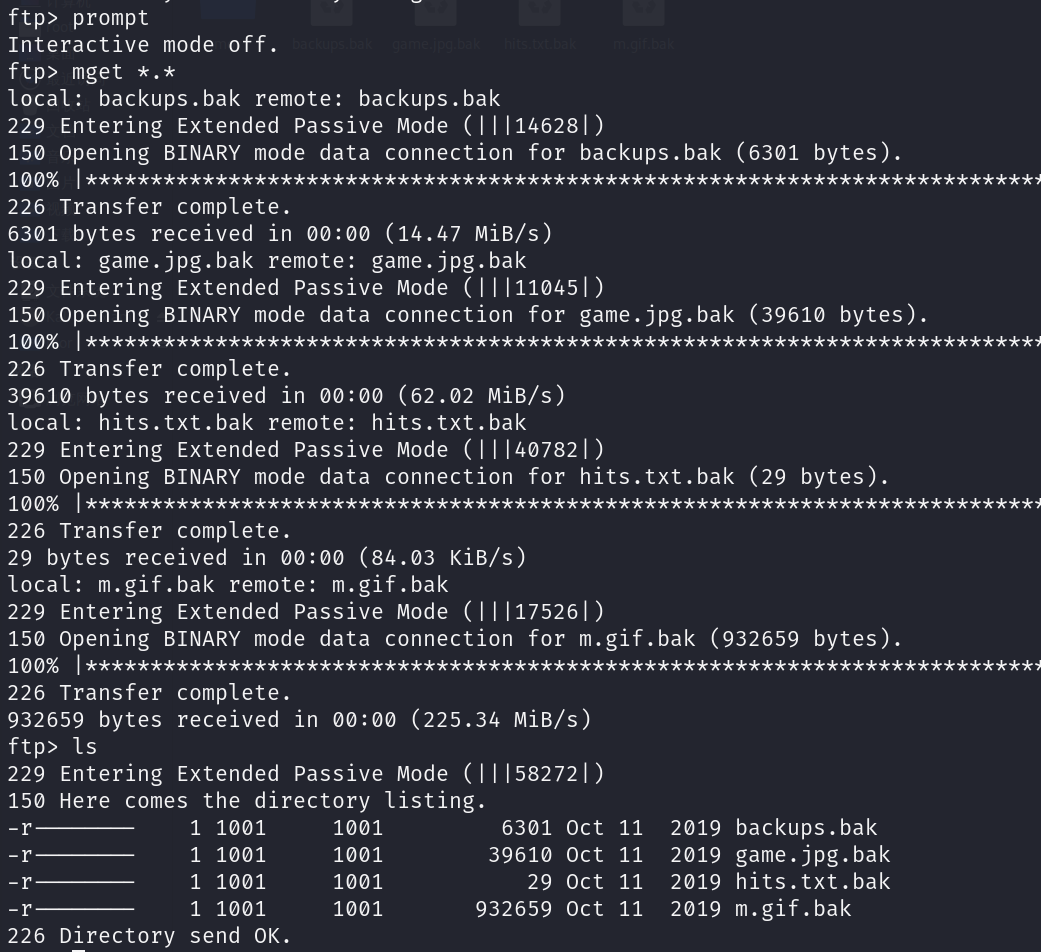 ftp> prompt
Interactive mode off.
ftp> mget *.*
local: backups.bak remote: backups.bak
229 Entering Extended Passive Mode (|||14628|)
150 Opening BINARY mode data connection for backups.bak (6301 bytes).
100% |**************************************************************************
226 Transfer complete.
6301 bytes received in 00:00 (14.47 MiB/s)
local: game.jpg.bak remote: game.jpg.bak
229 Entering Extended Passive Mode (|||11045|)
150 Opening BINARY mode data connection for game.jpg.bak (39610 bytes).
100% |**************************************************************************
226 Transfer complete.
39610 bytes received in 00:00 (62.02 MiB/s)
local: hits.txt.bak remote: hits.txt.bak
229 Entering Extended Passive Mode (|||40782|)
150 Opening BINARY mode data connection for hits.txt.bak (29 bytes).
100% |**************************************************************************
226 Transfer complete.
29 bytes received in 00:00 (84.03 KiB/s)
local: m.gif.bak remote: m.gif.bak
229 Entering Extended Passive Mode (|||17526|)
150 Opening BINARY mode data connection for m.gif.bak (932659 bytes).
100% |**************************************************************************
226 Transfer complete.
932659 bytes received in 00:00 (225.34 MiB/s)
ftp> ls
229 Entering Extended Passive Mode (|||58272|)
150 Here comes the directory listing.
-r--------    1 1001     1001         6301 Oct 11  2019 backups.bak
-r--------    1 1001     1001        39610 Oct 11  2019 game.jpg.bak
-r--------    1 1001     1001           29 Oct 11  2019 hits.txt.bak
-r--------    1 1001     1001       932659 Oct 11  2019 m.gif.bak
226 Directory send OK.